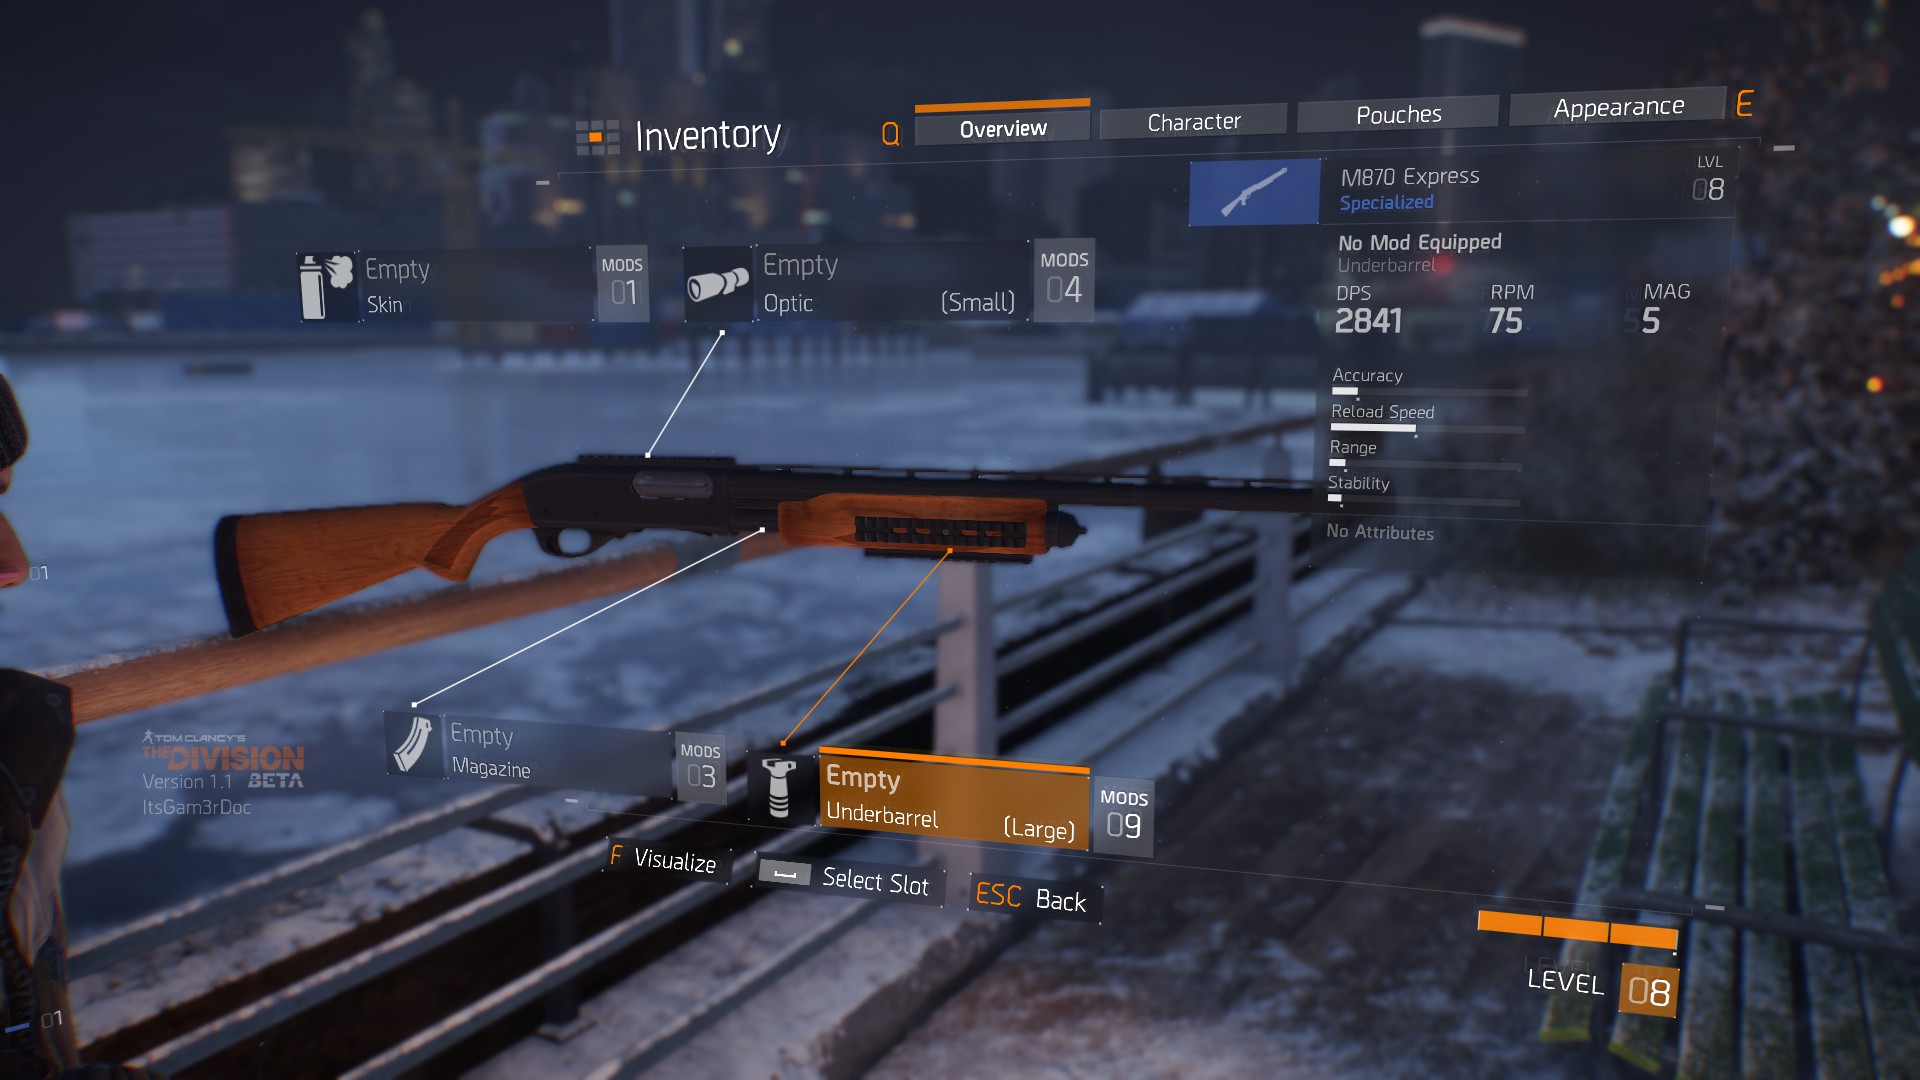 Inventory
Q
Overview
Character
Pouches
Appearance
E
M870 Express
Specialized
LVL
08
No Mod Equipped
Underbarrel
DPS
2841
RPM
75
MAG
5
Accuracy
Reload Speed
Range
Stability
No Attributes
Empty
Skin
MODS
01
Empty
Optic (Small)
MODS
04
01
Empty
Magazine
MODS
03
Empty
Underbarrel (Large)
MODS
09
TOM CLANCY'S
THE DIVISION
Version 1.1 BETA
ItsGam3rDoc
F Visualize
Select Slot
ESC Back
LEVEL 08
01